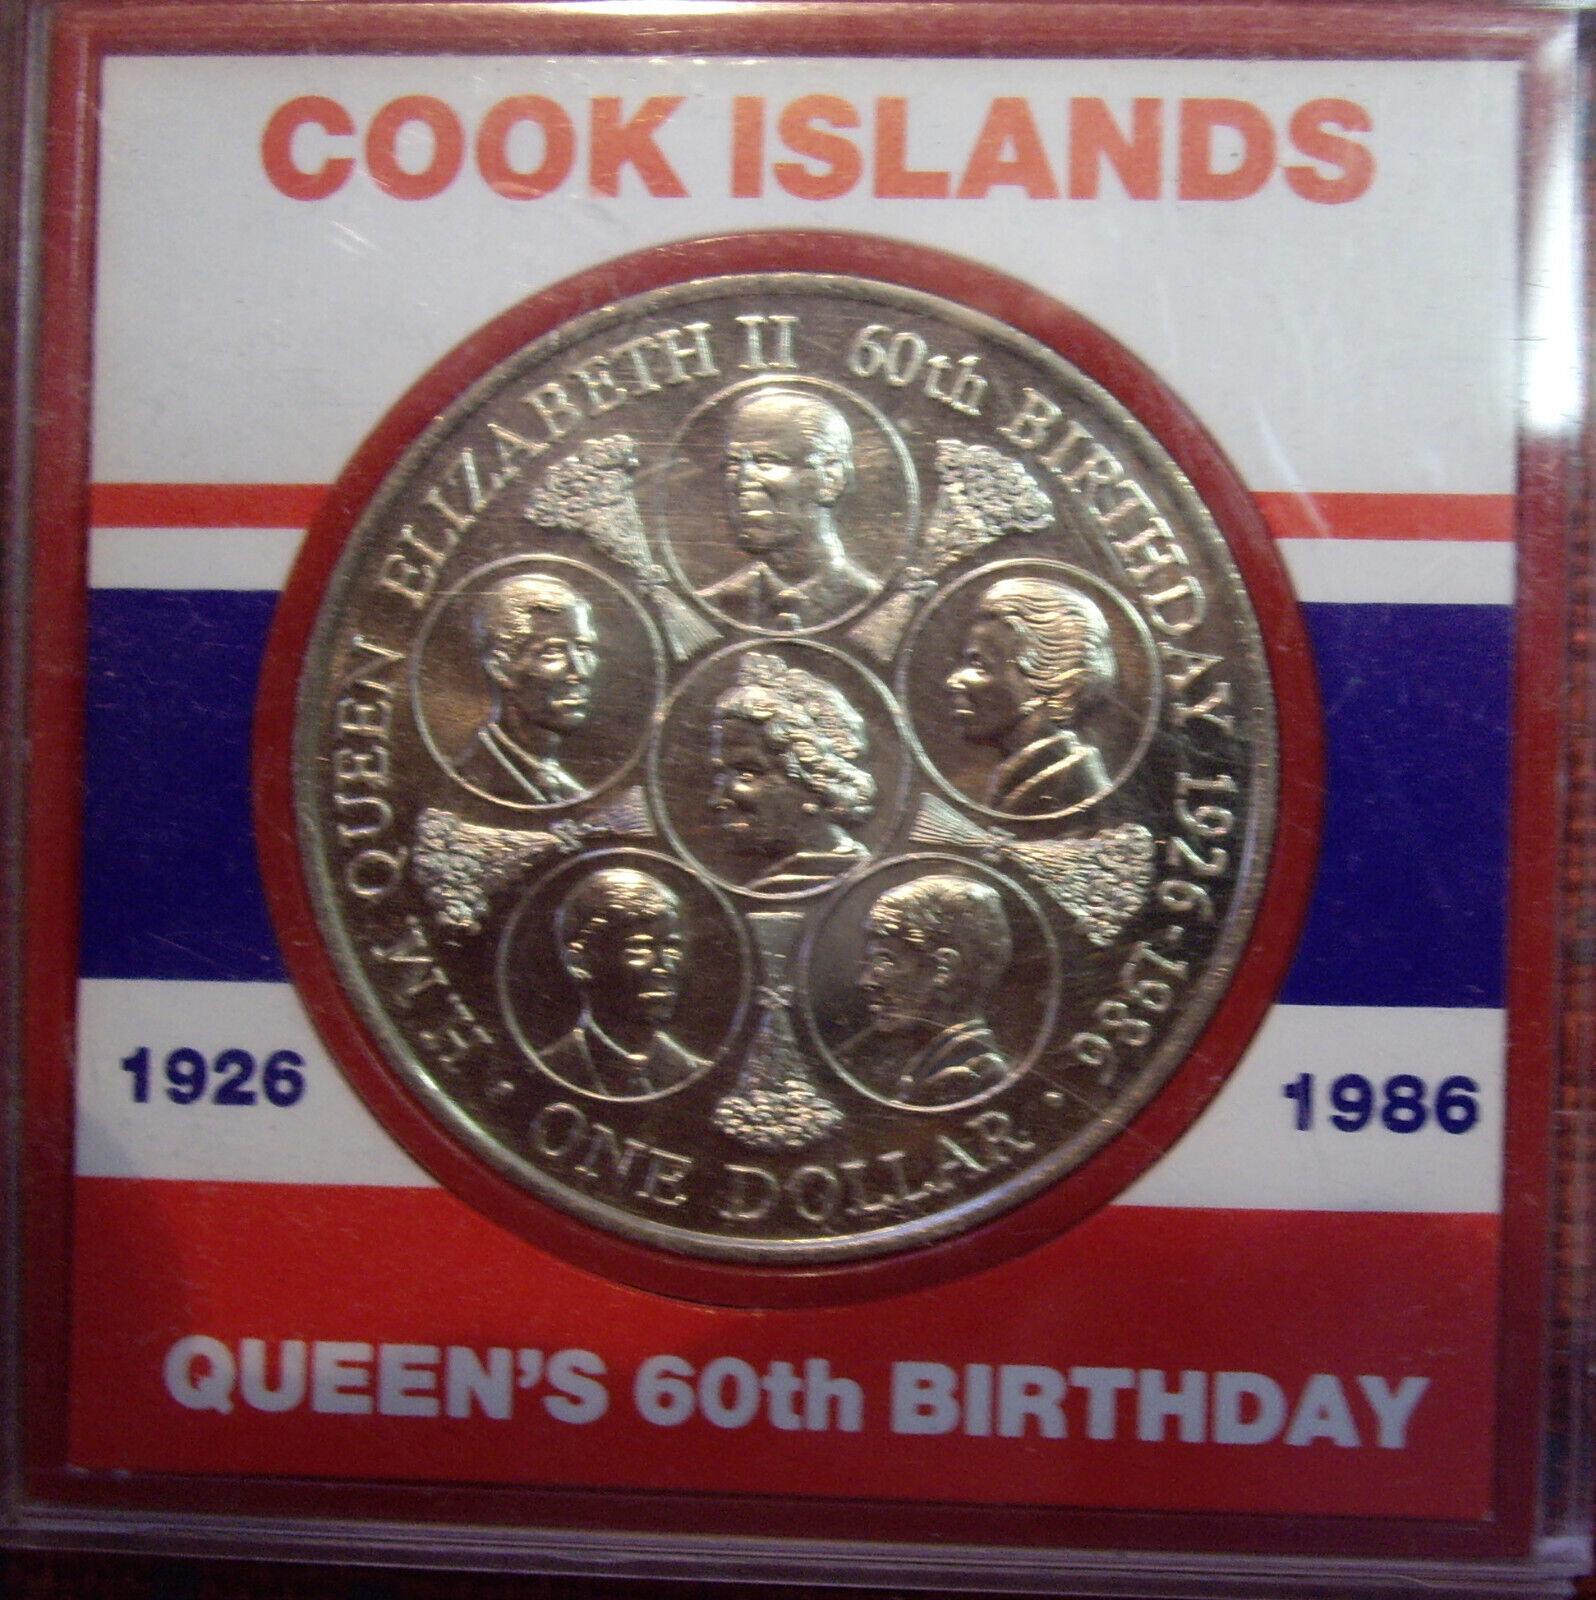 COOK ISLANDS
H.M. QUEEN ELIZABETH II 60th BIRTHDAY 1926-1986
· ONE DOLLAR ·
1926
1986
QUEEN'S 60th BIRTHDAY